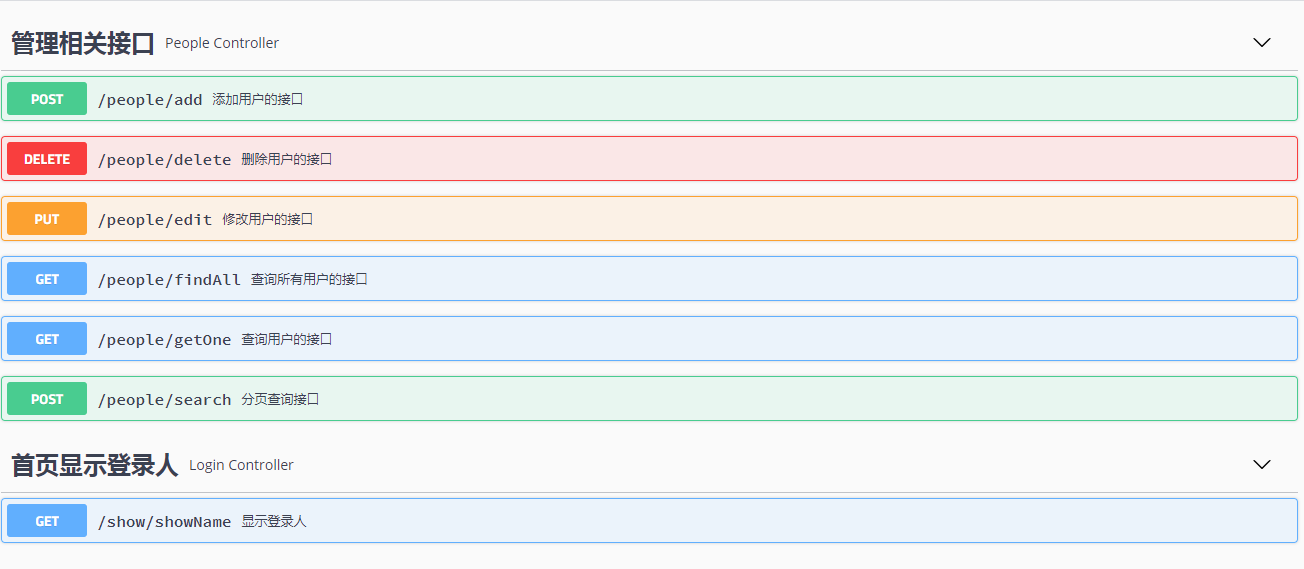 管理相关接口 People Controller
POST /people/add 添加用户的接口
DELETE /people/delete 删除用户的接口
PUT /people/edit 修改用户的接口
GET /people/findAll 查询所有用户的接口
GET /people/getOne 查询用户的接口
POST /people/search 分页查询接口
首页显示登录人 Login Controller
GET /show/showName 显示登录人